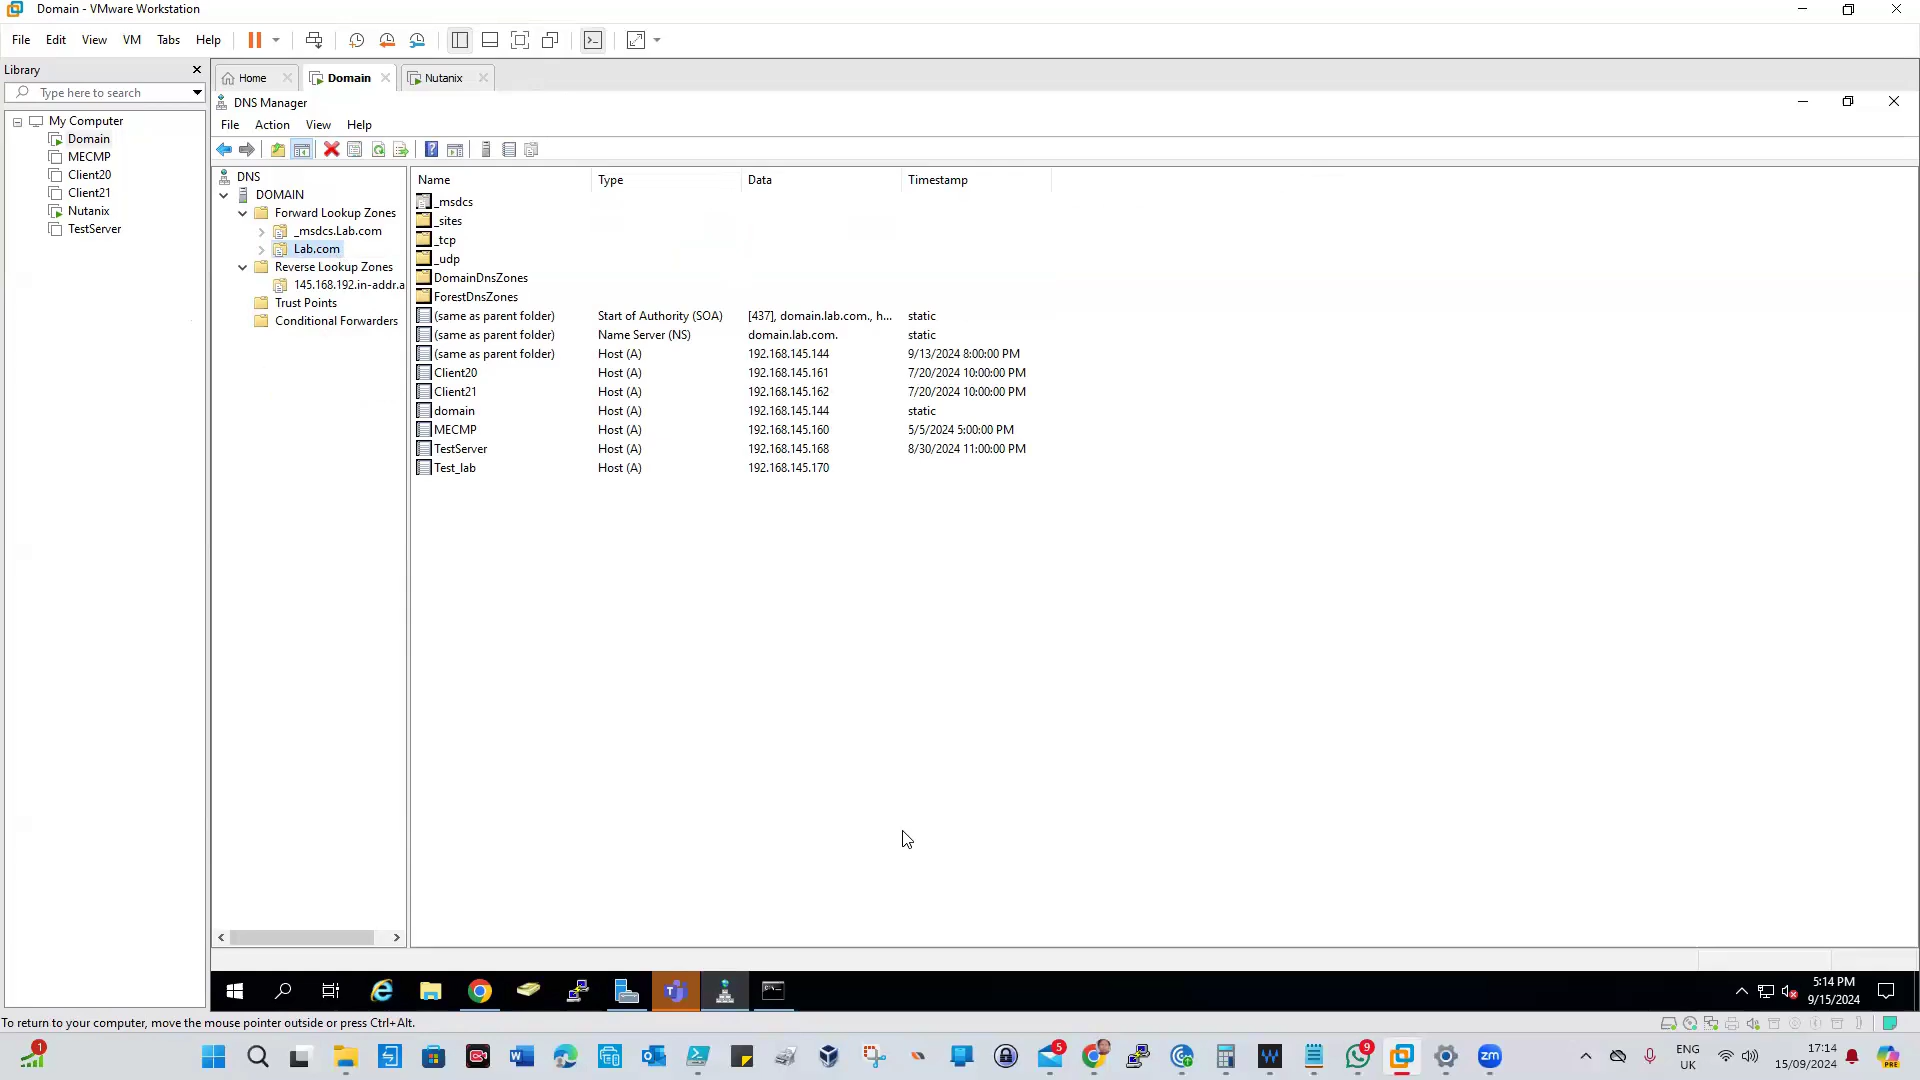 Domain - VMware Workstation
File Edit View VM Tabs Help
Library
Type here to search
My Computer
Domain
MECMP
Client20
Client21
Nutanix
TestServer
Home
Domain
Nutanix
DNS Manager
File Action View Help
DNS
DOMAIN
Forward Lookup Zones
_msdcs.Lab.com
Lab.com
Reverse Lookup Zones
145.168.192.in-addr.a
Trust Points
Conditional Forwarders
Name Type Data Timestamp
_msdcs
_sites
_tcp
_udp
DomainDnsZones
ForestDnsZones
(same as parent folder) Start of Authority (SOA) [437], domain.lab.com., h... static
(same as parent folder) Name Server (NS) domain.lab.com. static
(same as parent folder) Host (A) 192.168.145.144 9/13/2024 8:00:00 PM
Client20 Host (A) 192.168.145.161 7/20/2024 10:00:00 PM
Client21 Host (A) 192.168.145.162 7/20/2024 10:00:00 PM
domain Host (A) 192.168.145.144 static
MECMP Host (A) 192.168.145.160 5/5/2024 5:00:00 PM
TestServer Host (A) 192.168.145.168 8/30/2024 11:00:00 PM
Test_lab Host (A) 192.168.145.170
5:14 PM
9/15/2024
To return to your computer, move the mouse pointer outside or press Ctrl+Alt.
1
5
9
zm
ENG
UK
17:14
15/09/2024
PRE